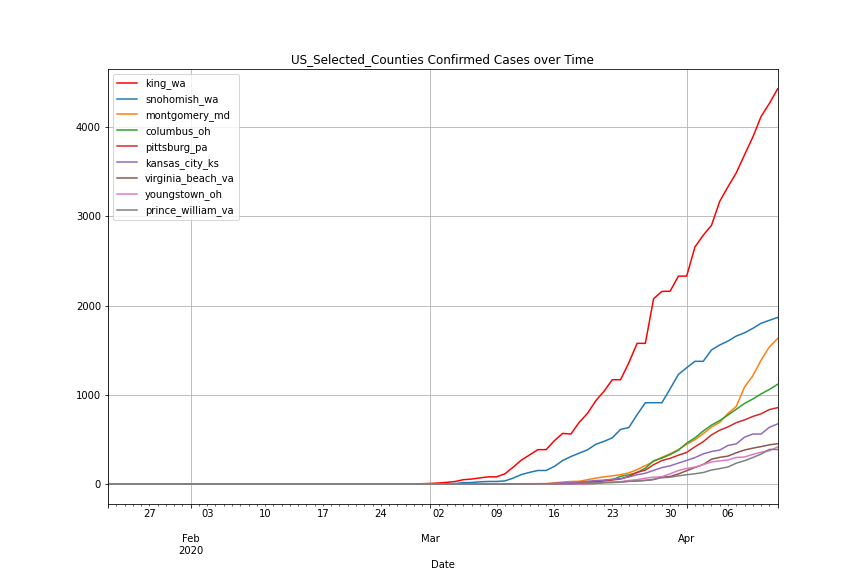 US_Selected_Counties Confirmed Cases over Time
king_wa
snohomish_wa
montgomery_md
columbus_oh
pittsburg_pa
kansas_city_ks
virginia_beach_va
youngstown_oh
prince_william_va
4000
3000
2000
1000
0
27 03 10 17 24 02 09 16 23 30 06
Feb Mar Apr
2020
Date